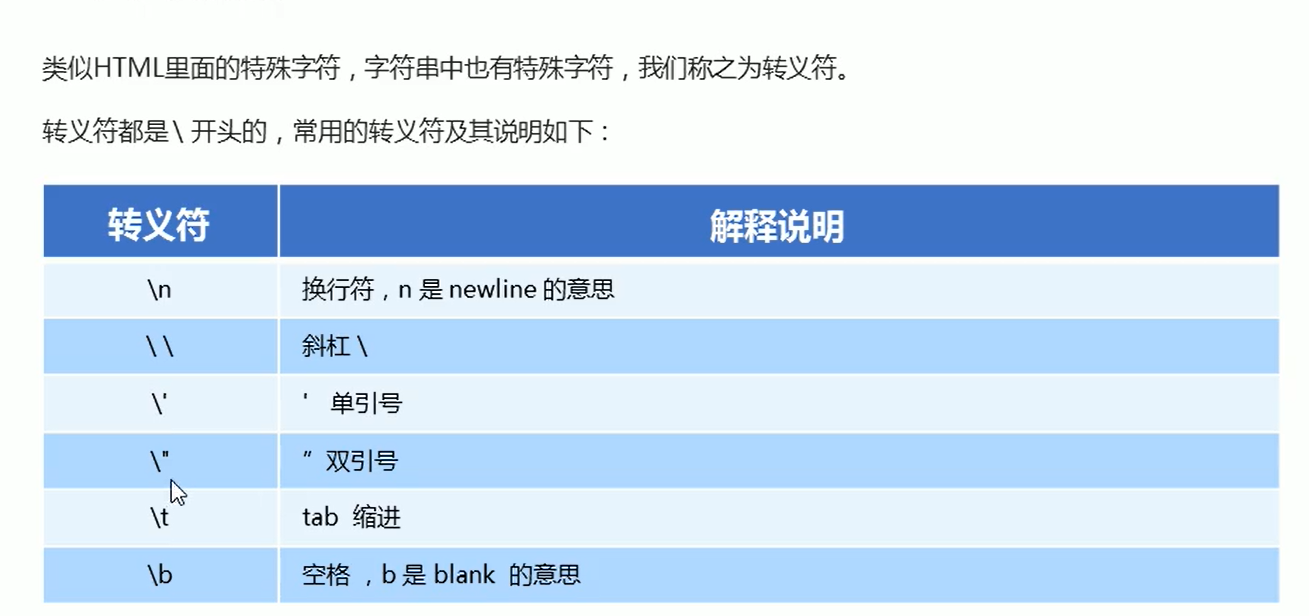 类似HTML里面的特殊字符，字符串中也有特殊字符，我们称之为转义符。
转义符都是\ 开头的，常用的转义符及其说明如下：
转义符 解释说明
\n 换行符，n 是 newline 的意思
\ \ 斜杠 \
\' ' 单引号
\" ” 双引号
\t tab 缩进
\b 空格 ，b 是 blank 的意思